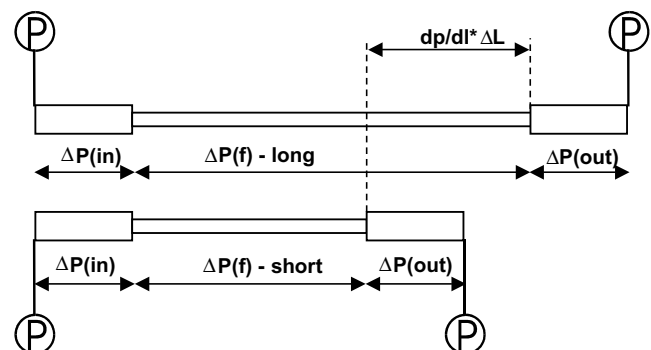 P P
dp/dl* ΔL
ΔP(in) ΔP(f) - long ΔP(out)
ΔP(in) ΔP(f) - short ΔP(out)
P P